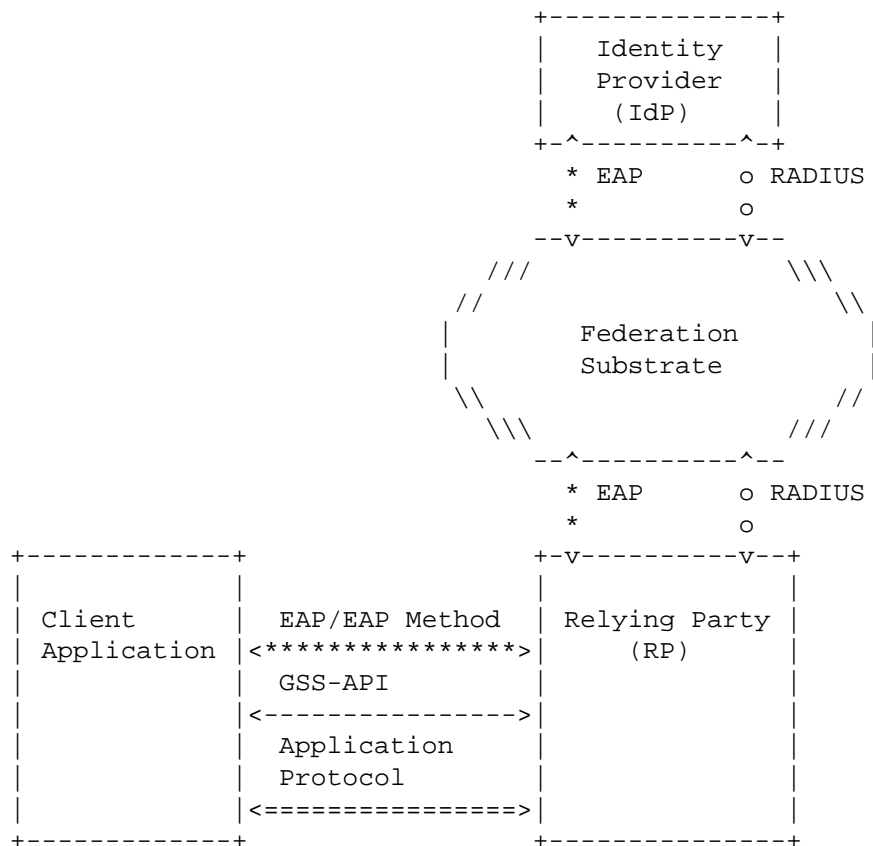 Identity
Provider
(IdP)
* EAP o RADIUS
* o
Federation
Substrate
* EAP o RADIUS
* o
Client
Application
EAP/EAP Method
<****************>
GSS-API
<---------------->
Application
Protocol
<================>
Relying Party
(RP)